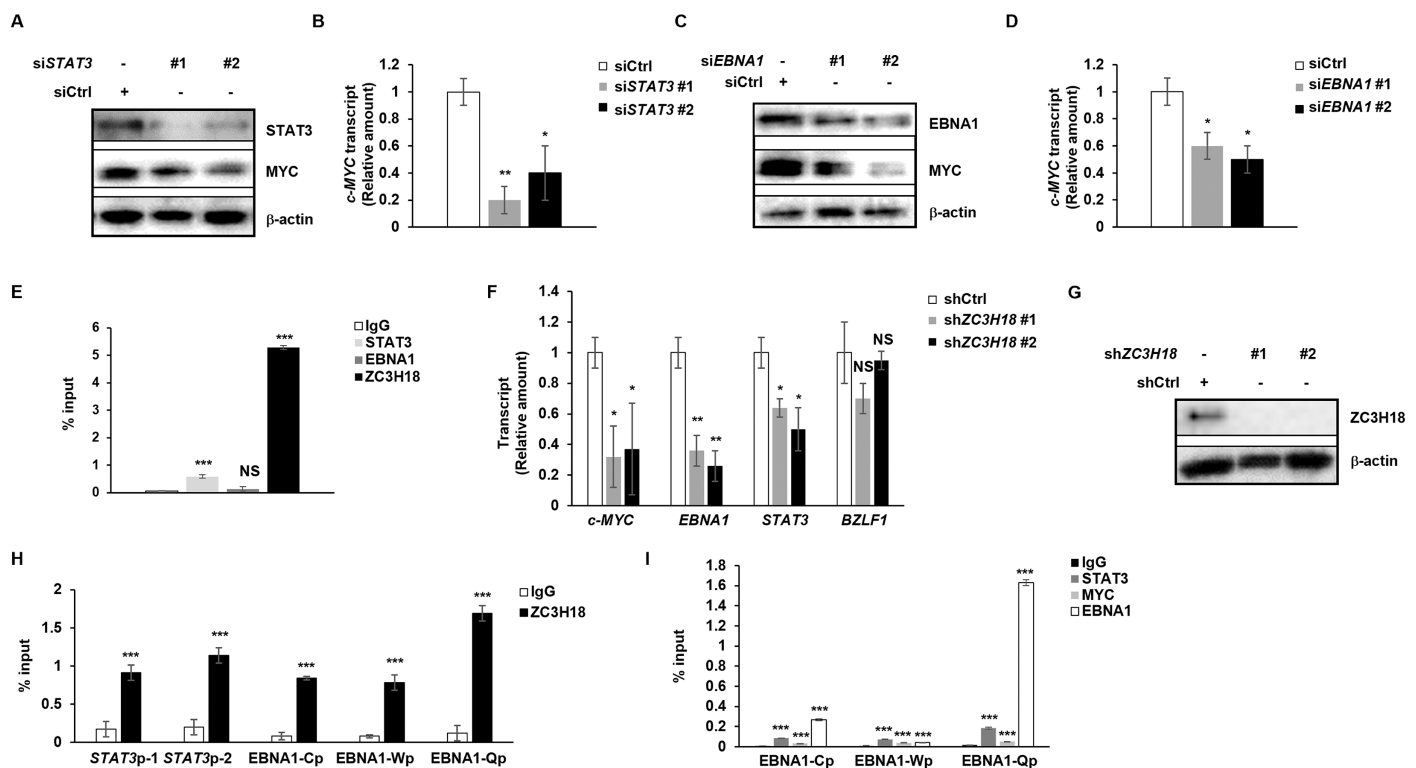 A
siSTAT3 - #1 #2
siCtrl + - -
STAT3
MYC
β-actin
B
c-MYC transcript
(Relative amount)
1.2
1
0.8
0.6
0.4
0.2
0
**
*
siCtrl
siSTAT3 #1
siSTAT3 #2
C
siEBNA1 - #1 #2
siCtrl + - -
EBNA1
MYC
β-actin
D
c-MYC transcript
(Relative amount)
1.2
1
0.8
0.6
0.4
0.2
0
*
*
siCtrl
siEBNA1 #1
siEBNA1 #2
E
% input
6
5
4
3
2
1
0
***
NS
***
IgG
STAT3
EBNA1
ZC3H18
F
Transcript
(Relative amount)
1.4
1.2
1
0.8
0.6
0.4
0.2
0
* *
** **
* *
NS NS
c-MYC EBNA1 STAT3 BZLF1
shCtrl
shZC3H18 #1
shZC3H18 #2
G
shZC3H18 - #1 #2
shCtrl + - -
ZC3H18
β-actin
H
% input
2
1.5
1
0.5
0
*** *** *** *** ***
STAT3p-1 STAT3p-2 EBNA1-Cp EBNA1-Wp EBNA1-Qp
IgG
ZC3H18
I
% input
1.8
1.6
1.4
1.2
1
0.8
0.6
0.4
0.2
0
*** *** ***
*** *** ***
*** *** ***
EBNA1-Cp EBNA1-Wp EBNA1-Qp
IgG
STAT3
MYC
EBNA1